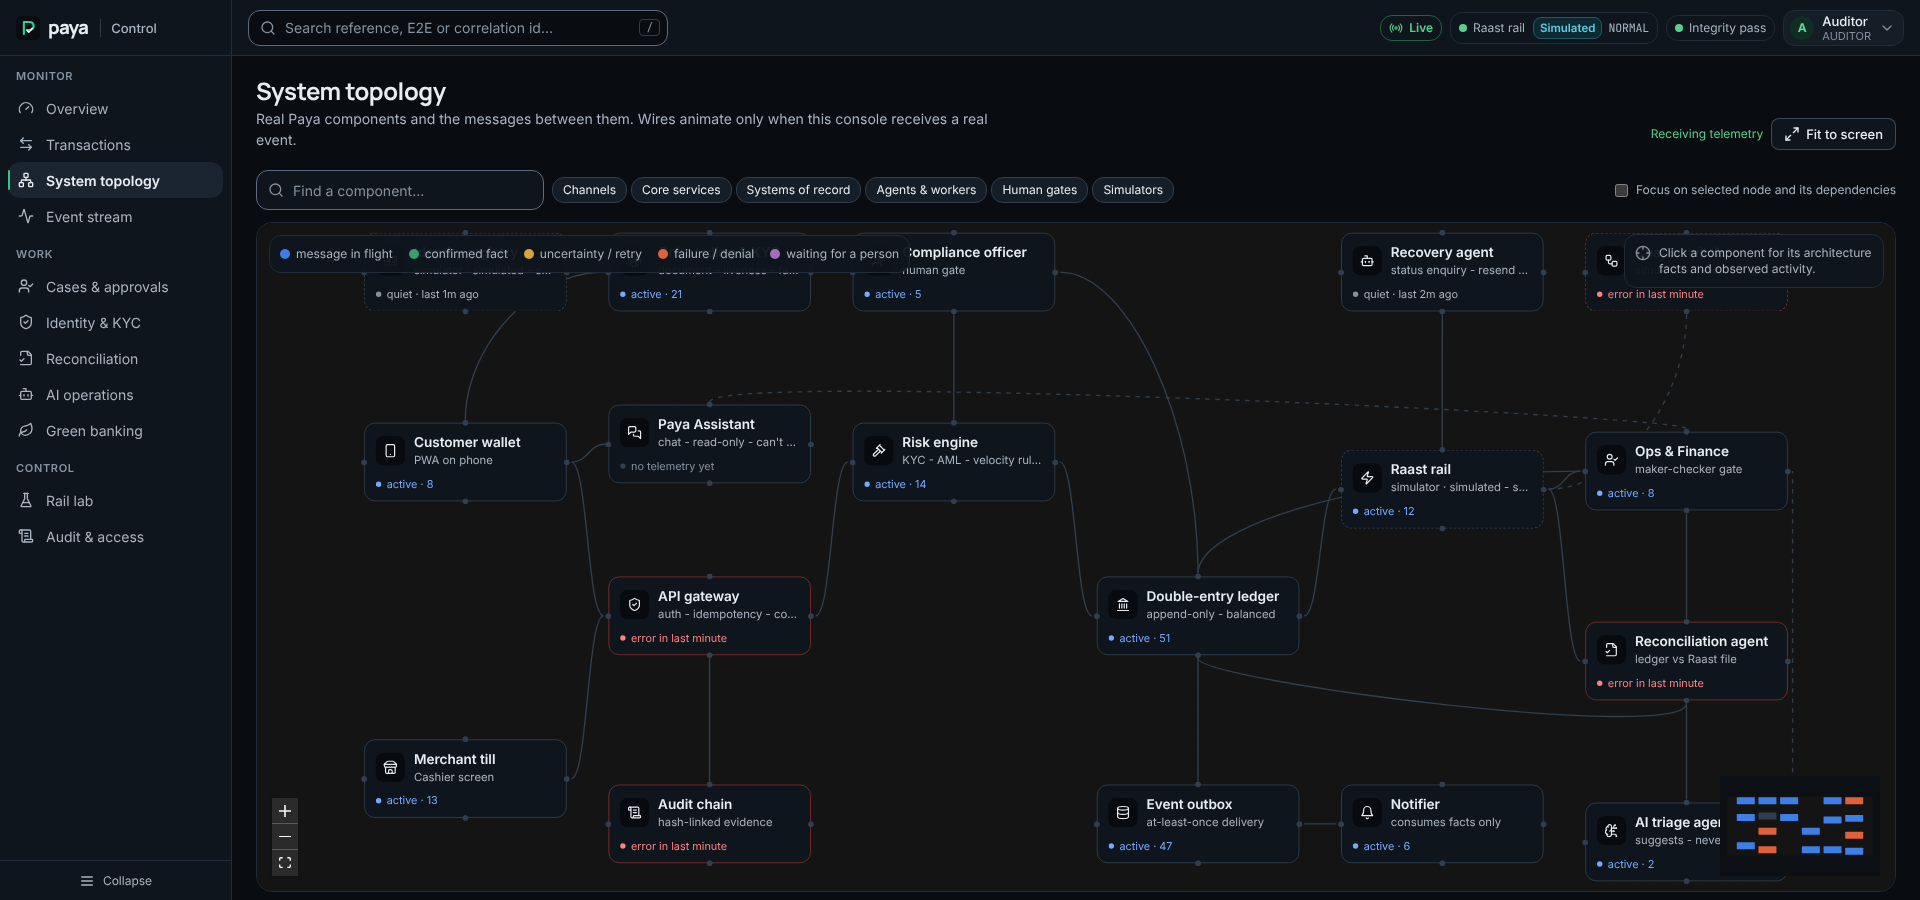 paya
Control
Search reference, E2E or correlation id...
/
Live
Raast rail
Simulated
NORMAL
Integrity pass
A
Auditor
AUDITOR
MONITOR
Overview
Transactions
System topology
Event stream
WORK
Cases & approvals
Identity & KYC
Reconciliation
AI operations
Green banking
CONTROL
Rail lab
Audit & access
Collapse
System topology
Real Paya components and the messages between them. Wires animate only when this console receives a real
event.
Receiving telemetry
Fit to screen
Find a component...
Channels
Core services
Systems of record
Agents & workers
Human gates
Simulators
Focus on selected node and its dependencies
message in flight
confirmed fact
uncertainty / retry
failure / denial
waiting for a person
quiet · last 1m ago
active · 21
Compliance officer
human gate
active · 5
Recovery agent
status enquiry - resend ...
quiet · last 2m ago
Click a component for its architecture
facts and observed activity.
error in last minute
Customer wallet
PWA on phone
active · 8
Paya Assistant
chat - read-only - can't ...
no telemetry yet
Risk engine
KYC - AML - velocity rul...
active · 14
Raast rail
simulator · simulated - s...
active · 12
Ops & Finance
maker-checker gate
active · 8
API gateway
auth - idempotency - co...
error in last minute
Double-entry ledger
append-only - balanced
active · 51
Reconciliation agent
ledger vs Raast file
error in last minute
Merchant till
Cashier screen
active · 13
Audit chain
hash-linked evidence
error in last minute
Event outbox
at-least-once delivery
active · 47
Notifier
consumes facts only
active · 6
AI triage
suggests - neve
active · 2